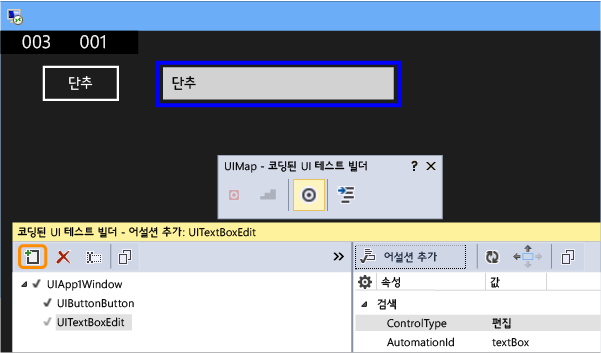 003 001
단추 단추
UIMap - 코딩된 UI 테스트 빌더 ? ✕
코딩된 UI 테스트 빌더 - 어설션 추가: UITextBoxEdit
» 어설션 추가
UIApp1Window
UIButtonButton
UITextBoxEdit
속성 값
검색
ControlType 편집
AutomationId textBox